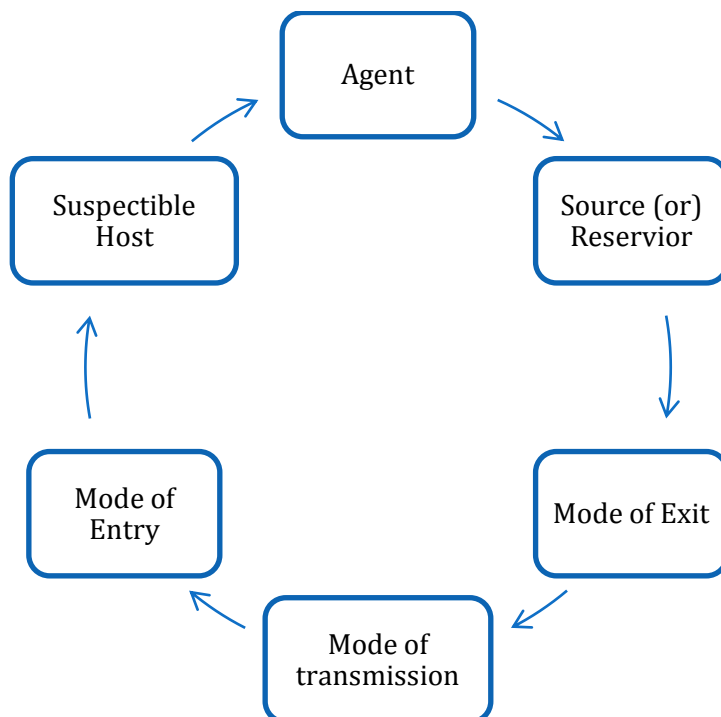 Agent
Source (or)
Reservior
Mode of Exit
Mode of
transmission
Mode of
Entry
Suspectible
Host